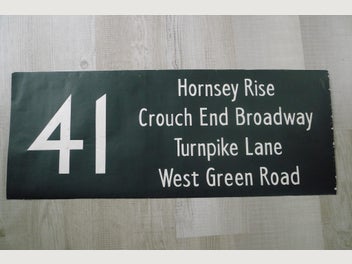 41
Hornsey Rise
Crouch End Broadway
Turnpike Lane
West Green Road